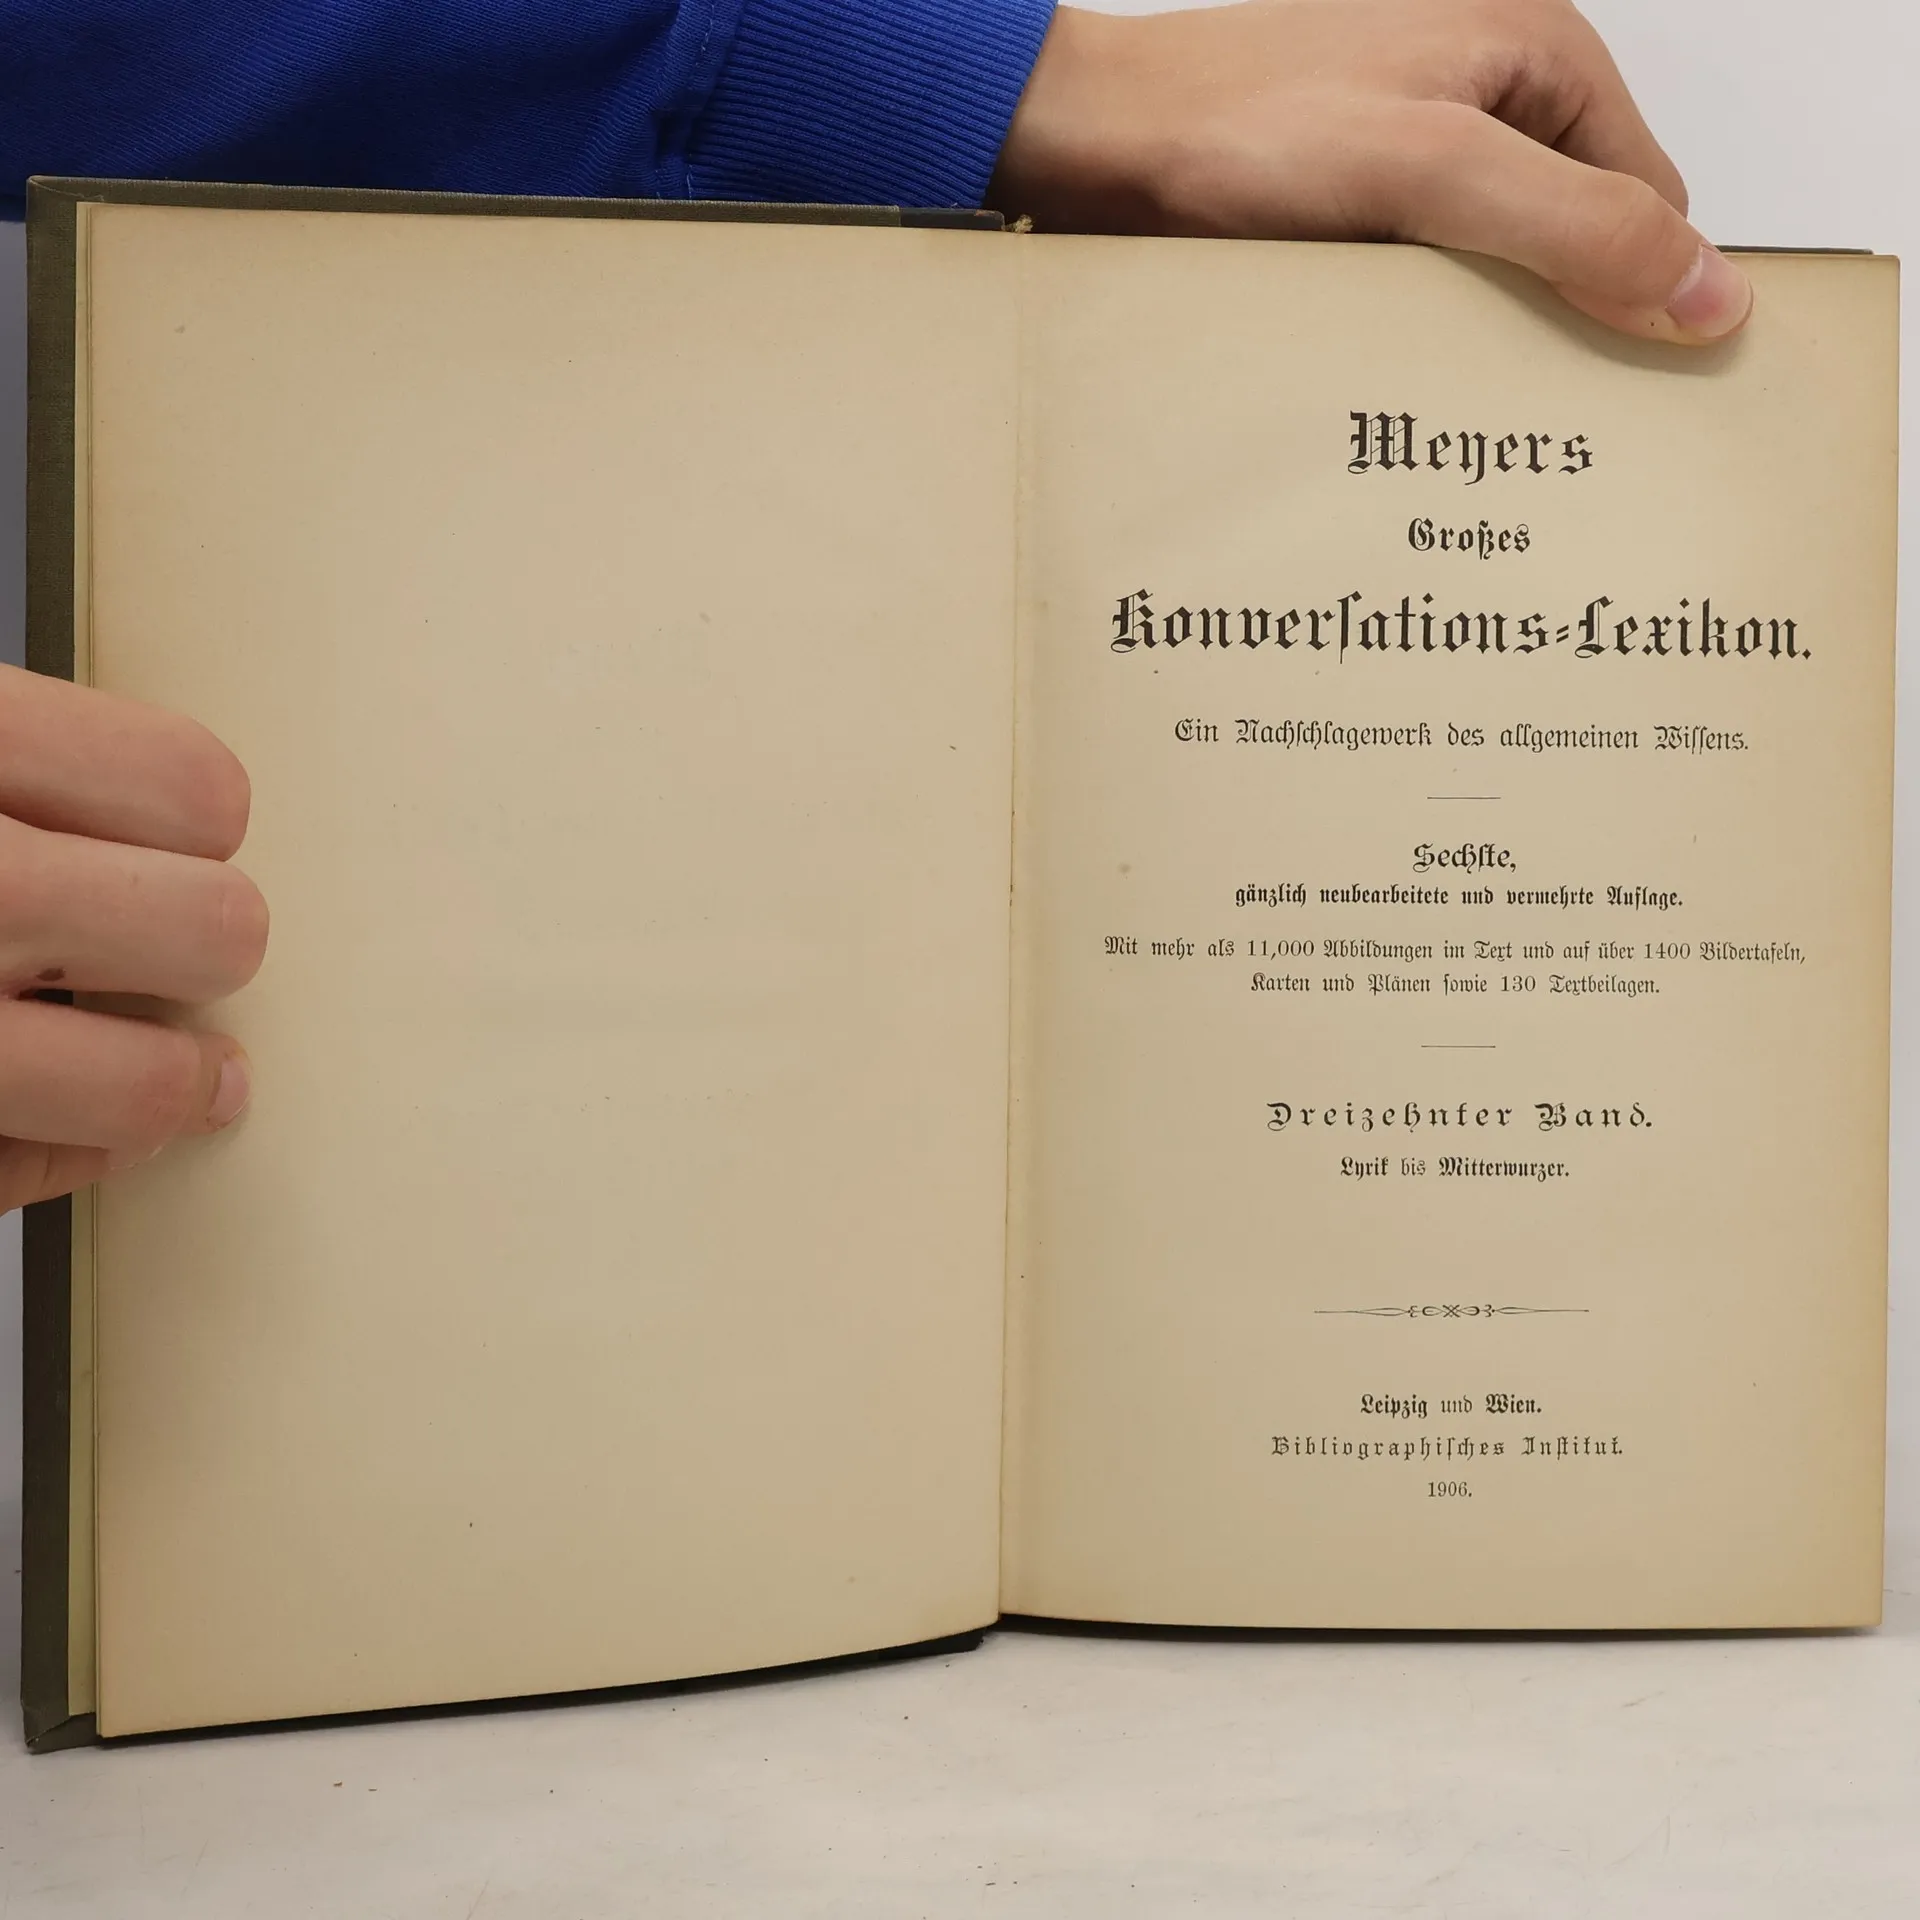 Meyers
Großes
Konverſations-Lexikon.
Ein Nachſchlagewerk des allgemeinen Wiſſens.
Sechſte,
gänzlich neubearbeitete und vermehrte Auflage.
Mit mehr als 11,000 Abbildungen im Text und auf über 1400 Bildertafeln,
Karten und Plänen ſowie 130 Textbeilagen.
Dreizehnter Band.
Lyrik bis Mitterwurzer.
Leipzig und Wien.
Bibliographiſches Inſtitut.
1906.